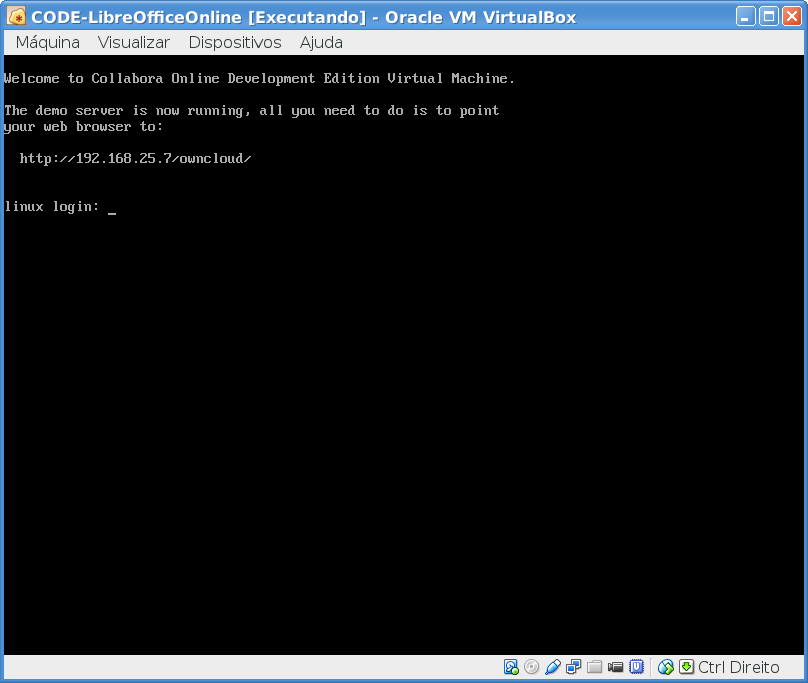 CODE-LibreOfficeOnline [Executando] - Oracle VM VirtualBox
Máquina Visualizar Dispositivos Ajuda
Welcome to Collabora Online Development Edition Virtual Machine.
The demo server is now running, all you need to do is to point
your web browser to:
http://192.168.25.7/owncloud/
linux login: _
Ctrl Direito